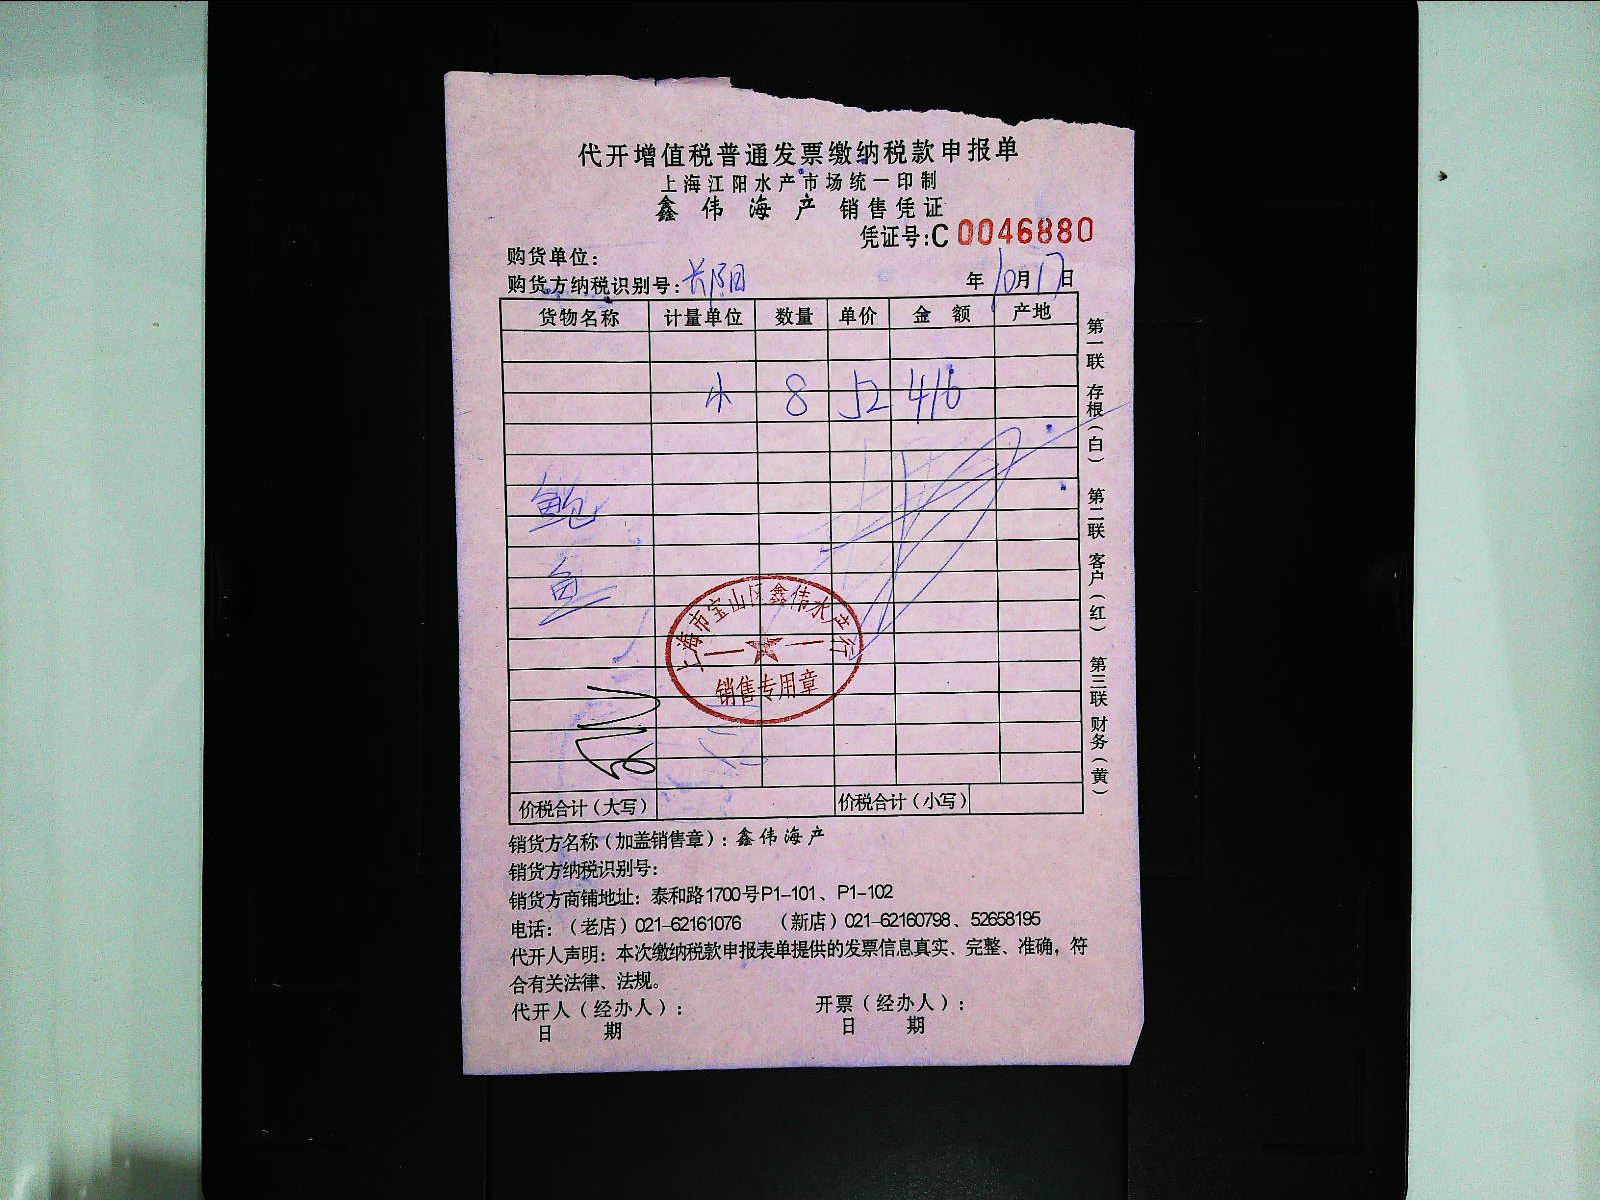 代开增值税普通发票缴纳税款申报单
上海江阳水产市场统一印制
鑫伟海产 销售凭证
凭证号:C 0046880
购货单位:
购货方纳税识别号: 长阳 年10月17日
货物名称 计量单位 数量 单价 金额 产地
小 8 52 416
鲍
鱼
上海市宝山区鑫伟水产行
销售专用章
价税合计(大写) 价税合计(小写)
第一联 存根(白) 第二联 客户(红) 第三联 财务(黄)
销货方名称(加盖销售章): 鑫伟海产
销货方纳税识别号:
销货方商铺地址: 泰和路1700号P1-101、P1-102
电话:(老店)021-62161076 (新店)021-62160798、52658195
代开人声明: 本次缴纳税款申报表单提供的发票信息真实、完整、准确,符
合有关法律、法规。
代开人(经办人): 开票(经办人):
日期 日期